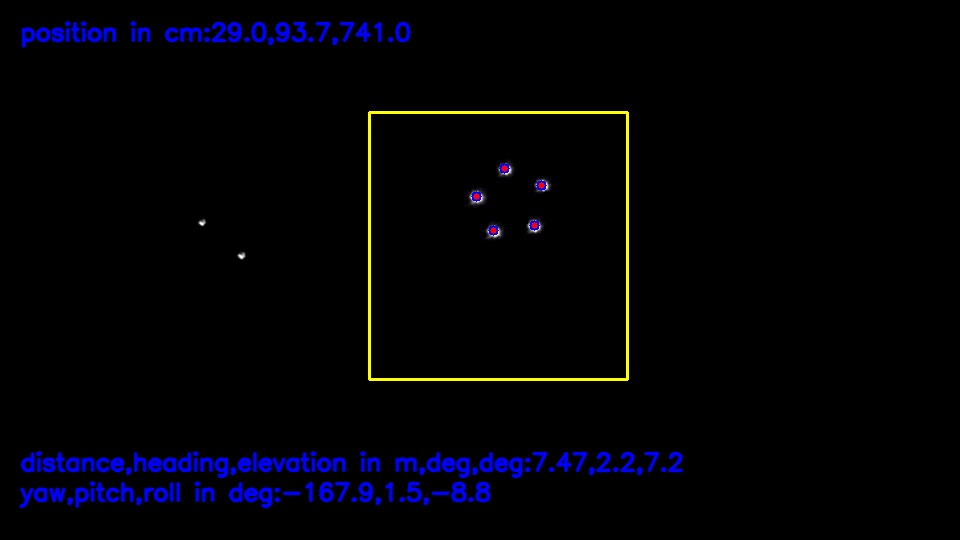 position in cm:29.0,93.7,741.0
distance,heading,elevation in m,deg,deg:7.47,2.2,7.2
yaw,pitch,roll in deg:-167.9,1.5,-8.8